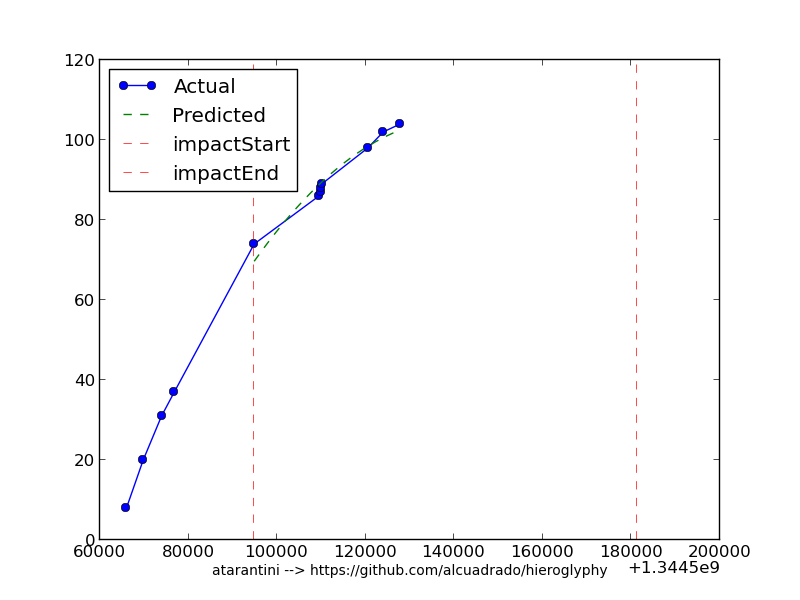 120
100
80
60
40
20
0
Actual
Predicted
impactStart
impactEnd
60000 80000 100000 120000 140000 160000 180000 200000
+1.3445e9
atarantini --> https://github.com/alcuadrado/hieroglyphy